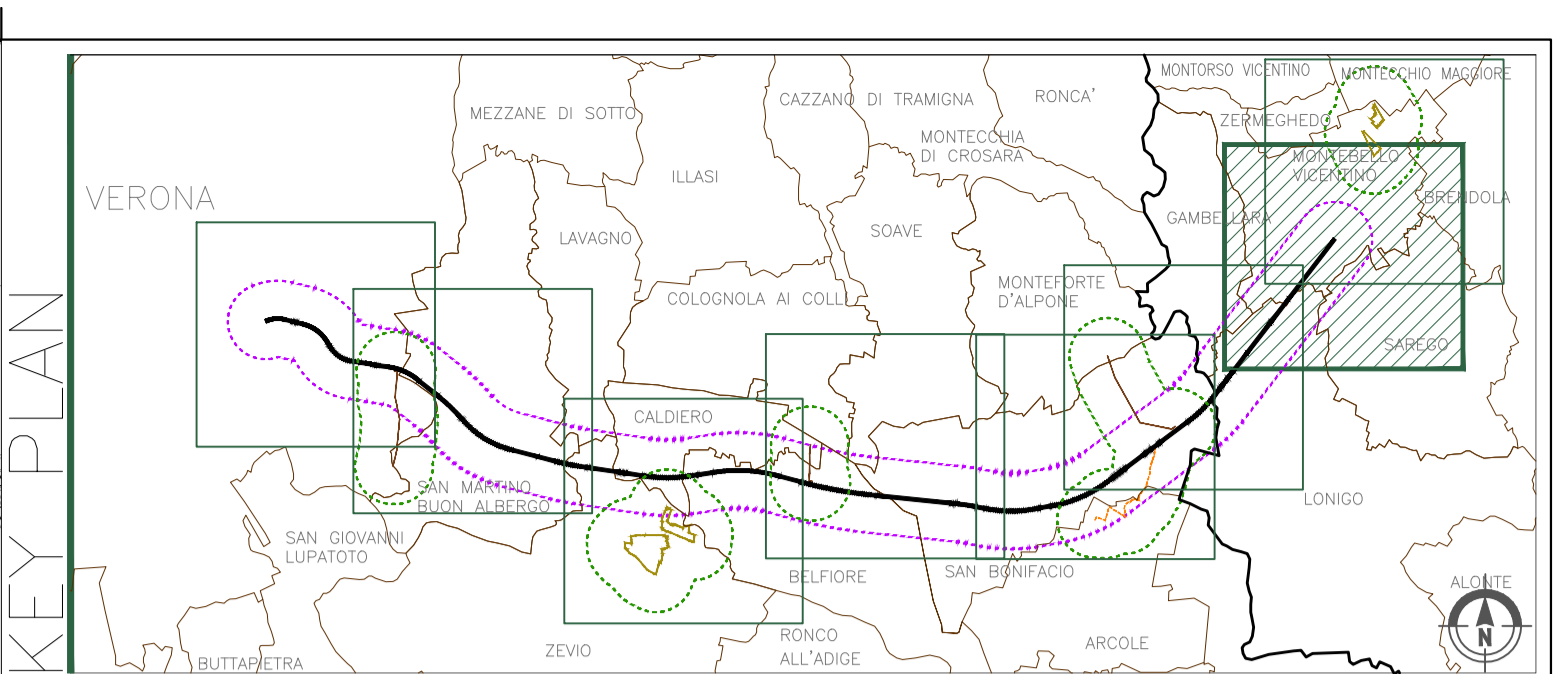 KEY PLAN
MONTORSO VICENTINO
MONTECCHIO MAGGIORE
MEZZANE DI SOTTO
CAZZANO DI TRAMIGNA
RONCA'
ZERMEGHEDO
MONTECCHIA
DI CROSARA
MONTEBELLO
VICENTINO
ILLASI
VERONA
BRENDOLA
GAMBELLARA
LAVAGNO
SOAVE
MONTEFORTE
D'ALPONE
COLOGNOLA AI COLLI
SAREGO
CALDIERO
SAN MARTINO
BUON ALBERGO
LONIGO
SAN GIOVANNI
LUPATOTO
BELFIORE
SAN BONIFACIO
ALONTE
N
RONCO
ALL'ADIGE
ARCOLE
ZEVIO
BUTTAPIETRA